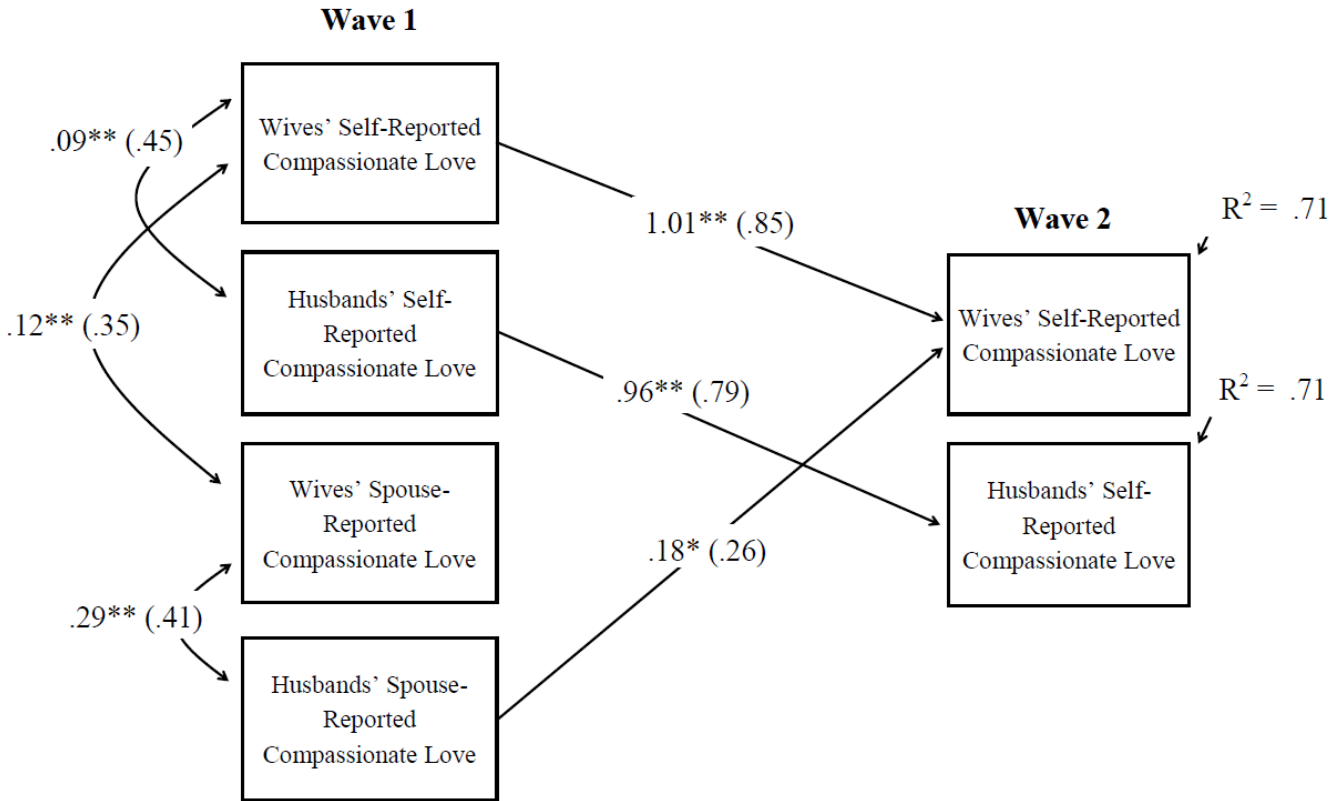 Wave 1
Wives’ Self-Reported
Compassionate Love
.09** (.45)
Husbands’ Self-
Reported
Compassionate Love
.12** (.35)
Wives’ Spouse-
Reported
Compassionate Love
.29** (.41)
Husbands’ Spouse-
Reported
Compassionate Love
1.01** (.85)
.96** (.79)
.18* (.26)
Wave 2
R² = .71
Wives’ Self-Reported
Compassionate Love
R² = .71
Husbands’ Self-
Reported
Compassionate Love